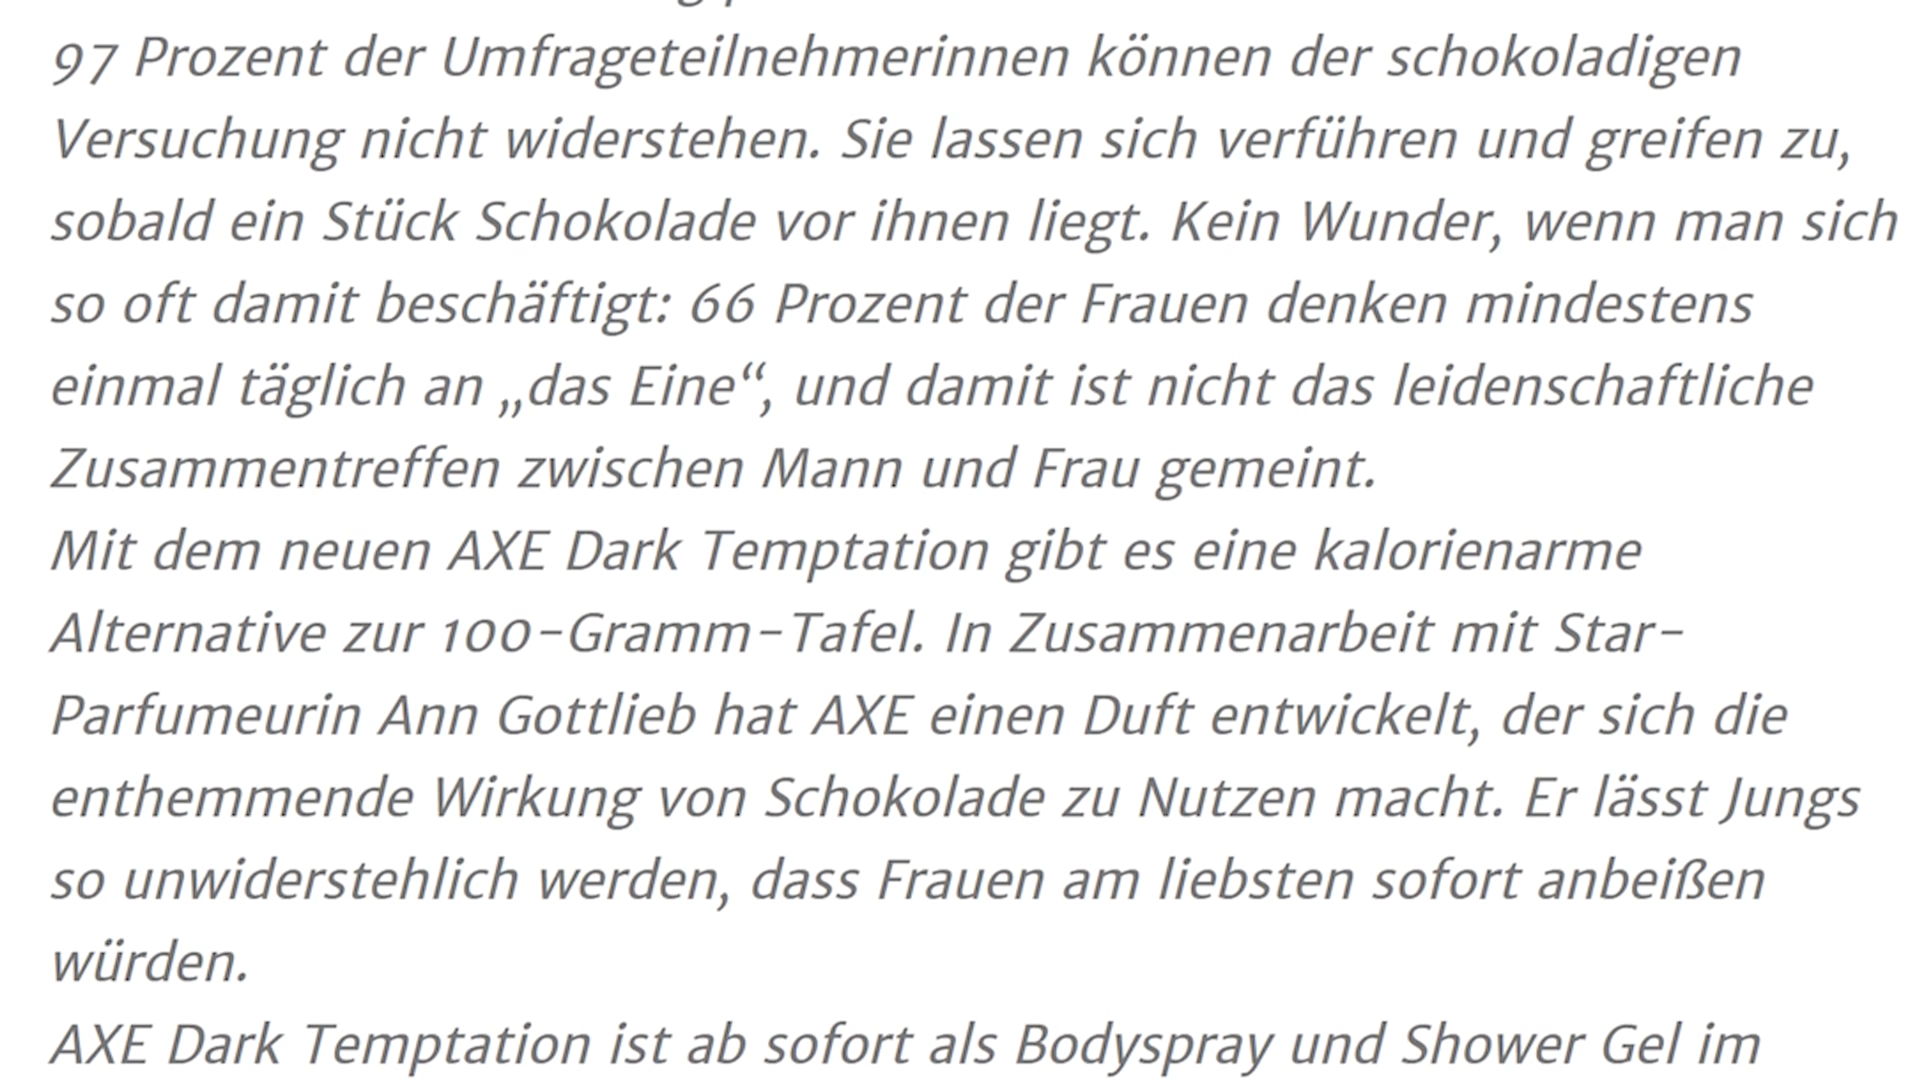 97 Prozent der Umfrageteilnehmerinnen können der schokoladigen
Versuchung nicht widerstehen. Sie lassen sich verführen und greifen zu,
sobald ein Stück Schokolade vor ihnen liegt. Kein Wunder, wenn man sich
so oft damit beschäftigt: 66 Prozent der Frauen denken mindestens
einmal täglich an „das Eine“, und damit ist nicht das leidenschaftliche
Zusammentreffen zwischen Mann und Frau gemeint.
Mit dem neuen AXE Dark Temptation gibt es eine kalorienarme
Alternative zur 100-Gramm-Tafel. In Zusammenarbeit mit Star-
Parfumeurin Ann Gottlieb hat AXE einen Duft entwickelt, der sich die
enthemmende Wirkung von Schokolade zu Nutzen macht. Er lässt Jungs
so unwiderstehlich werden, dass Frauen am liebsten sofort anbeißen
würden.
AXE Dark Temptation ist ab sofort als Bodyspray und Shower Gel im